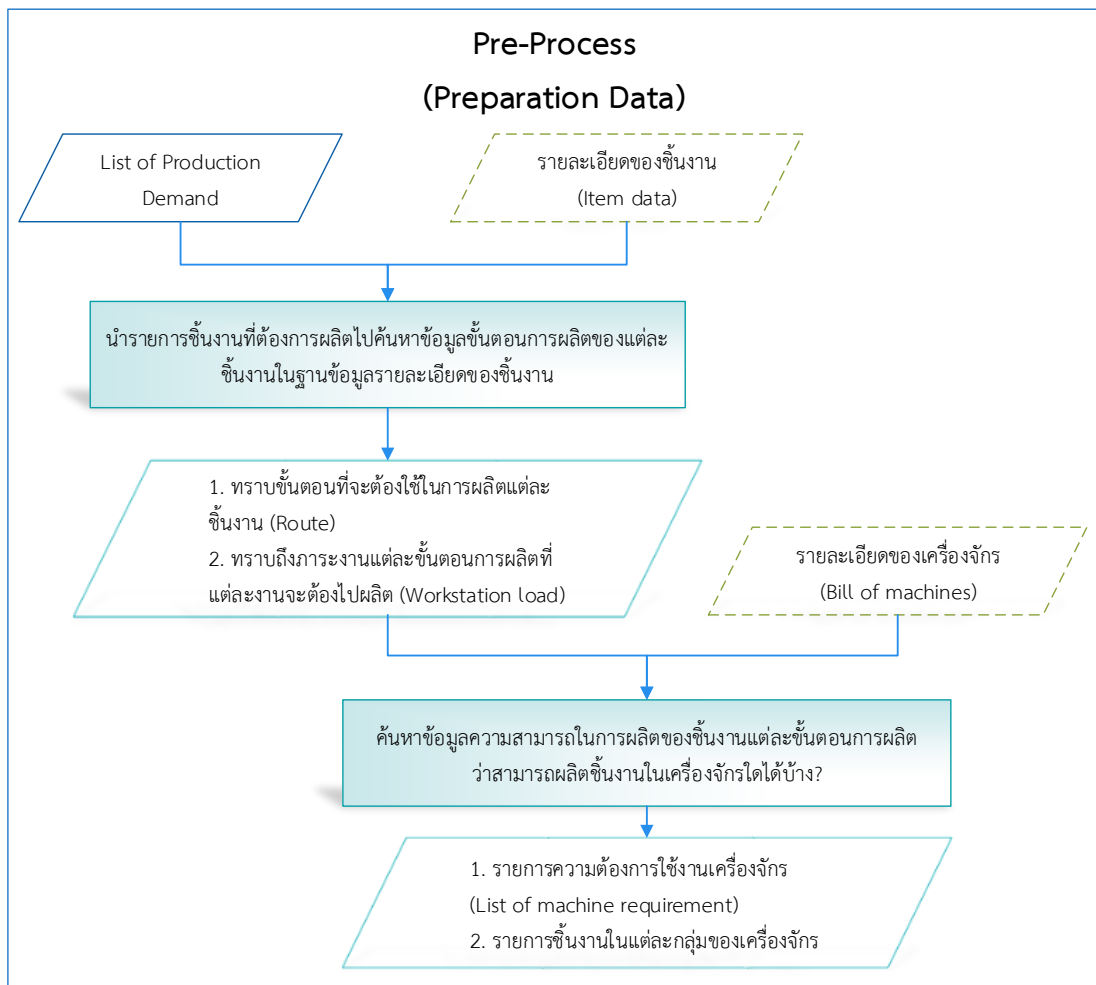 Pre-Process
(Preparation Data)
List of Production
Demand
รายละเอียดของชิ้นงาน
(Item data)
นำรายการชิ้นงานที่ต้องการผลิตไปค้นหาข้อมูลขั้นตอนการผลิตของแต่ละ
ชิ้นงานในฐานข้อมูลรายละเอียดของชิ้นงาน
1. ทราบขั้นตอนที่จะต้องใช้ในการผลิตแต่ละ
ชิ้นงาน (Route)
2. ทราบถึงภาระงานแต่ละขั้นตอนการผลิตที่
แต่ละงานจะต้องไปผลิต (Workstation load)
รายละเอียดของเครื่องจักร
(Bill of machines)
ค้นหาข้อมูลความสามารถในการผลิตของชิ้นงานแต่ละขั้นตอนการผลิต
ว่าสามารถผลิตชิ้นงานในเครื่องจักรใดได้บ้าง?
1. รายการความต้องการใช้งานเครื่องจักร
(List of machine requirement)
2. รายการชิ้นงานในแต่ละกลุ่มของเครื่องจักร